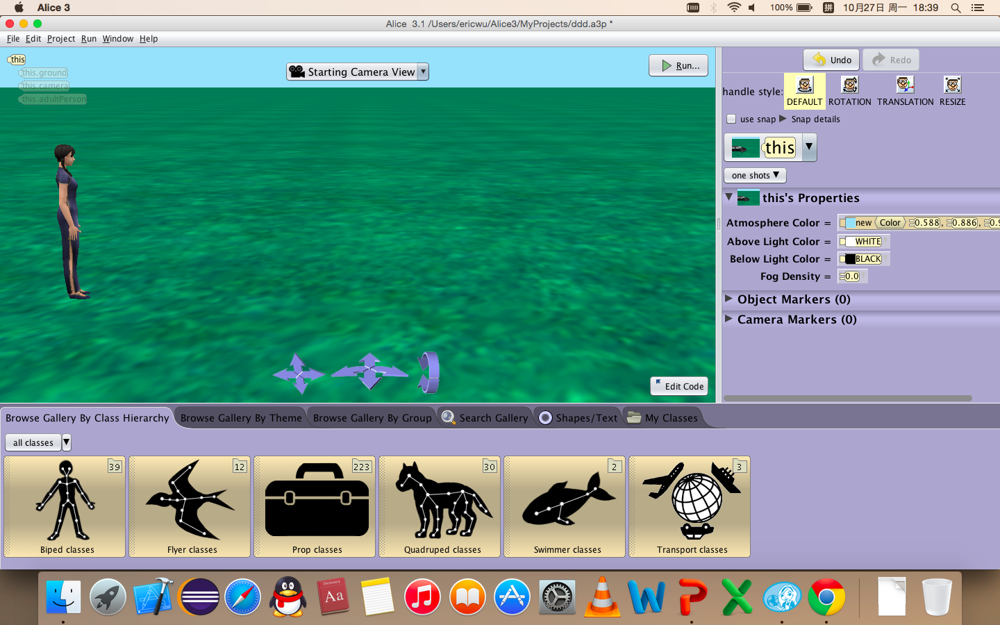 Alice 3
100%
拼
10月27日 周一 18:39
Alice 3.1 /Users/ericwu/Alice3/MyProjects/ddd.a3p *
File Edit Project Run Window Help
this
this.ground
this.camera
this.adultPerson
Starting Camera View
Run...
Edit Code
Undo
Redo
handle style:
DEFAULT ROTATION TRANSLATION RESIZE
use snap Snap details
this
one shots
this's Properties
Atmosphere Color = new Color 0.588, 0.886, 0.9
Above Light Color = WHITE
Below Light Color = BLACK
Fog Density = 0.0
Object Markers (0)
Camera Markers (0)
Browse Gallery By Class Hierarchy Browse Gallery By Theme Browse Gallery By Group Search Gallery Shapes/Text My Classes
all classes
39 12 223 30 2 3
Biped classes Flyer classes Prop classes Quadruped classes Swimmer classes Transport classes
Dictionary
Aa